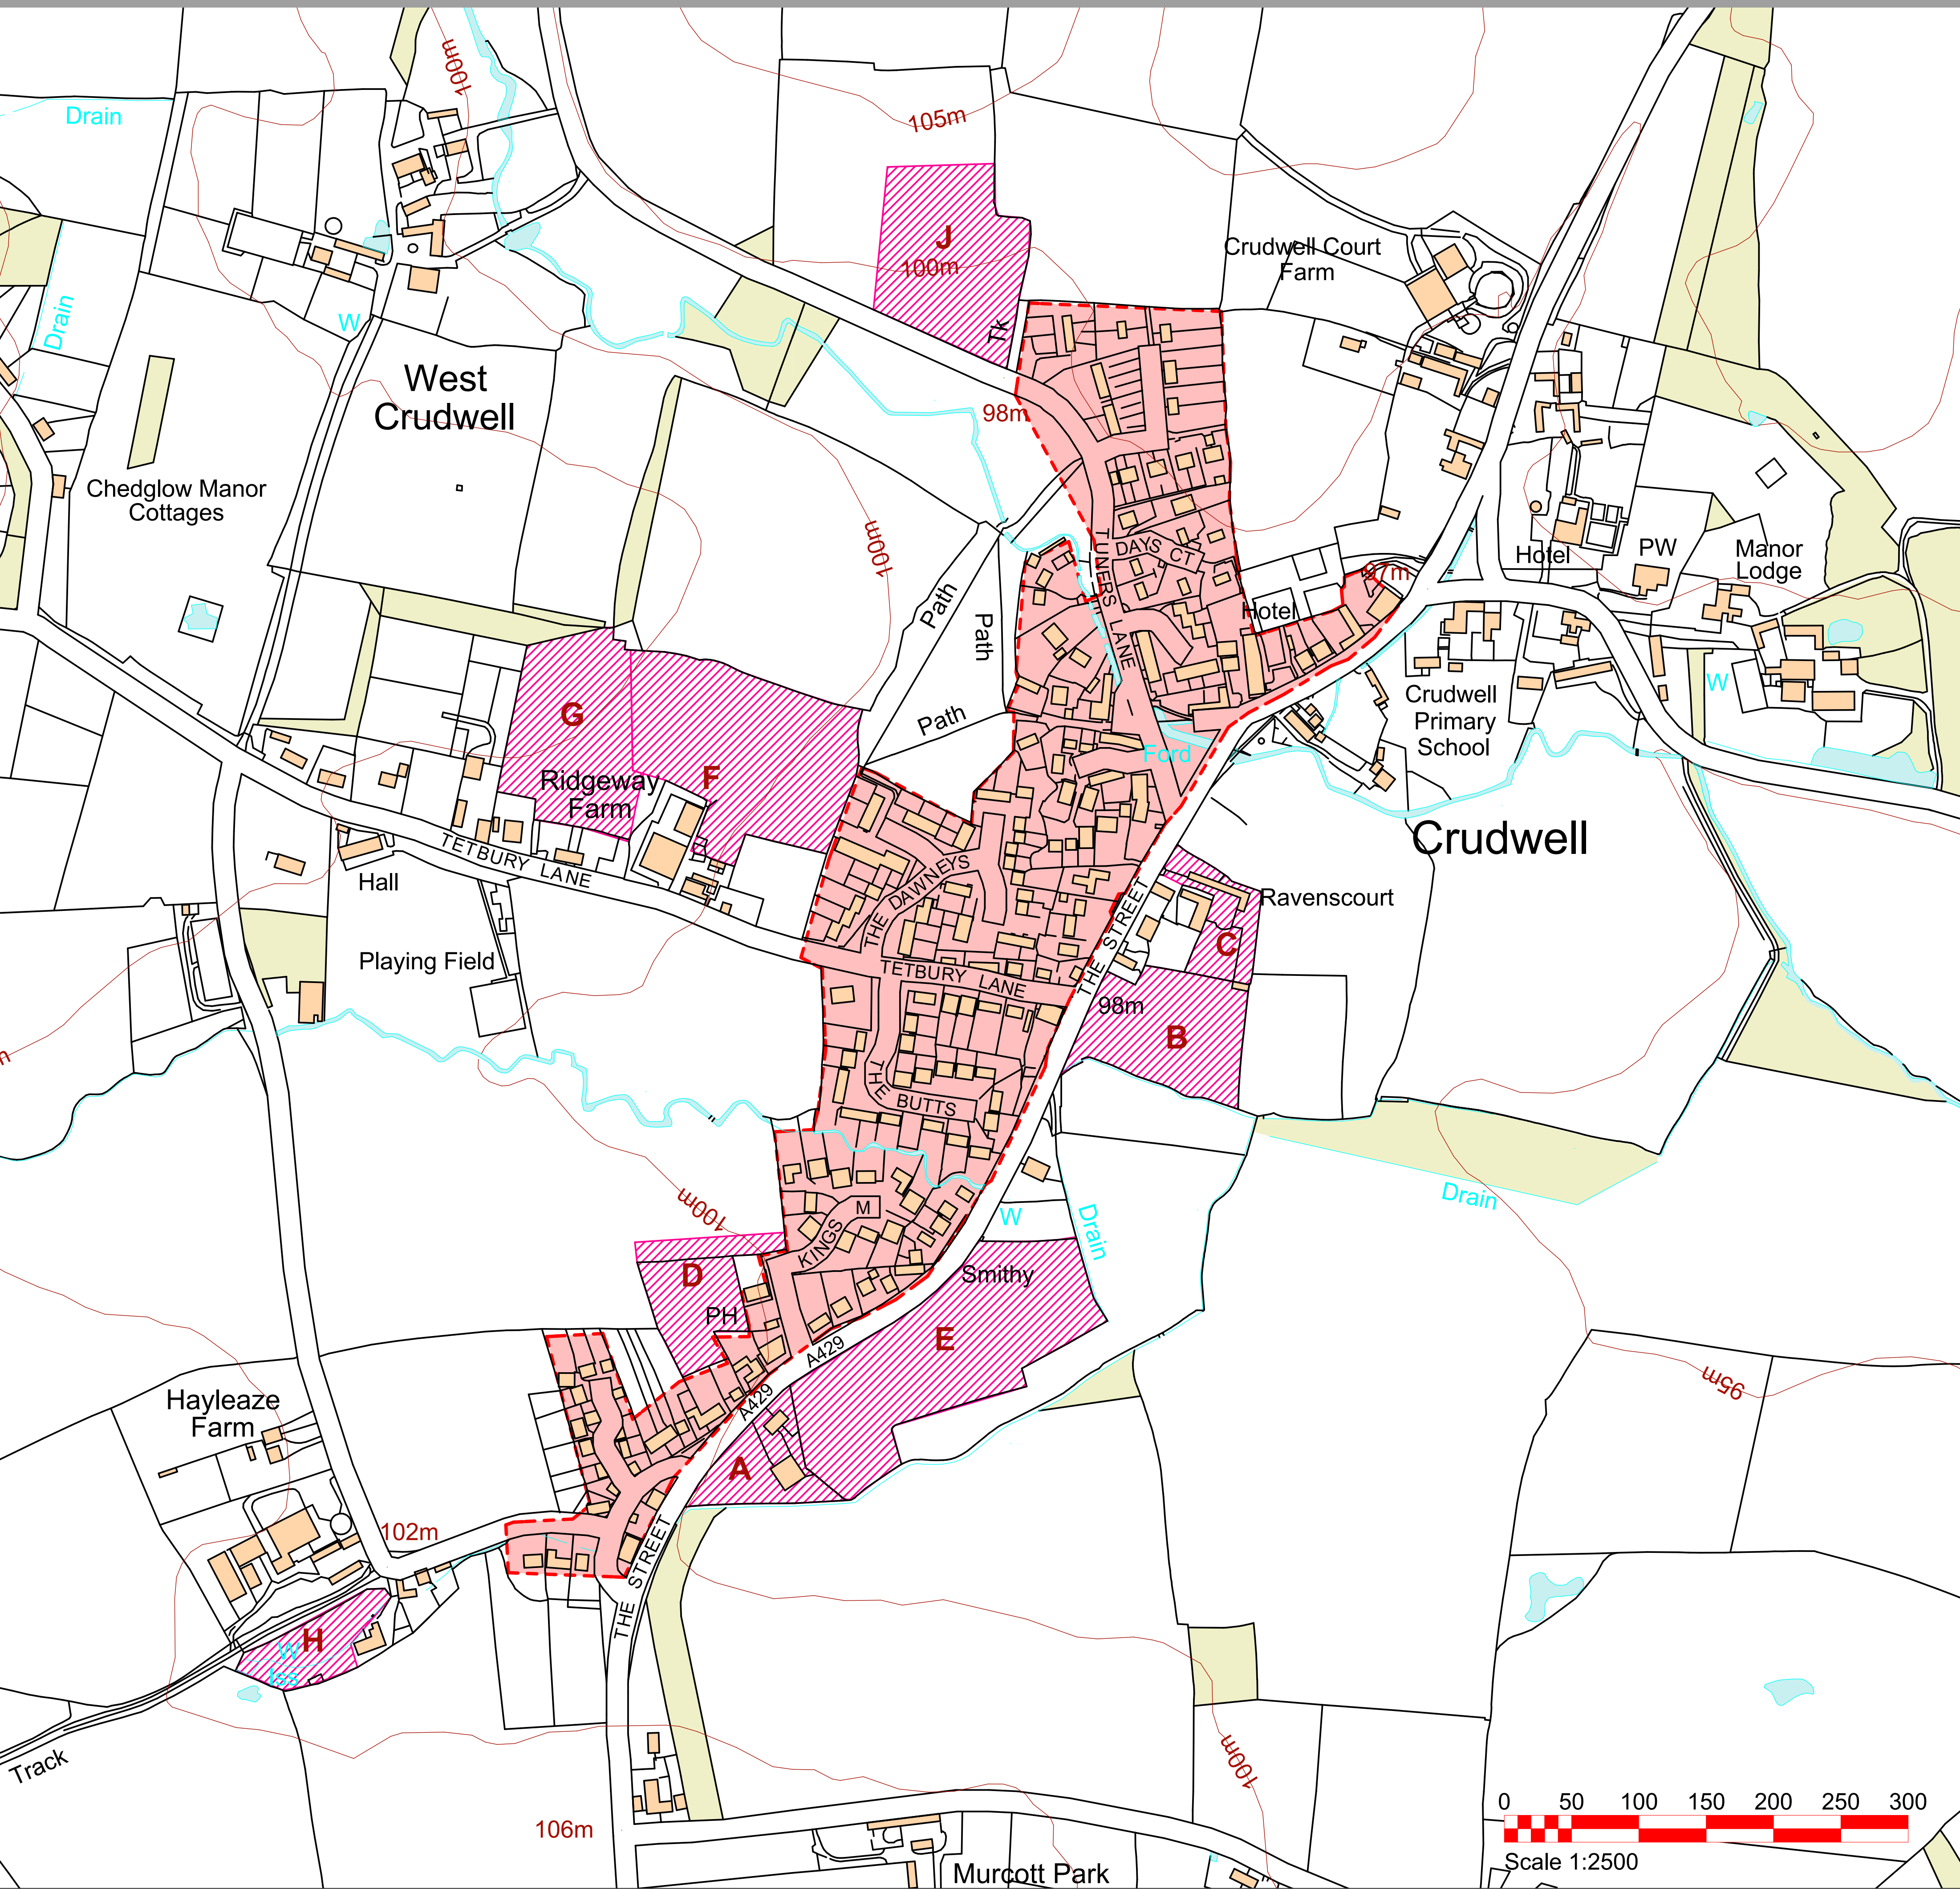 100m
Drain
105m
J
100m
Crudwell Court
Farm
Drain
W
Tk
West
Crudwell
98m
Chedglow Manor
Cottages
100m
TUNERS LANE
DAYS CT
Hotel
PW
Manor
Lodge
97m
Hotel
Path
Path
Path
G
F
Ridgeway
Farm
Crudwell
Primary
School
W
Ford
Crudwell
TETBURY LANE
Hall
THE DAWNEYS
THE STREET
Ravenscourt
C
Playing Field
TETBURY LANE
98m
B
THE BUTTS
100m
KINGS
M
W
Drain
Drain
D
Smithy
PH
E
A429
A429
95m
Hayleaze
Farm
A
102m
THE STREET
H
W
Iss
Track
100m
106m
0 50 100 150 200 250 300
Scale 1:2500
Murcott Park